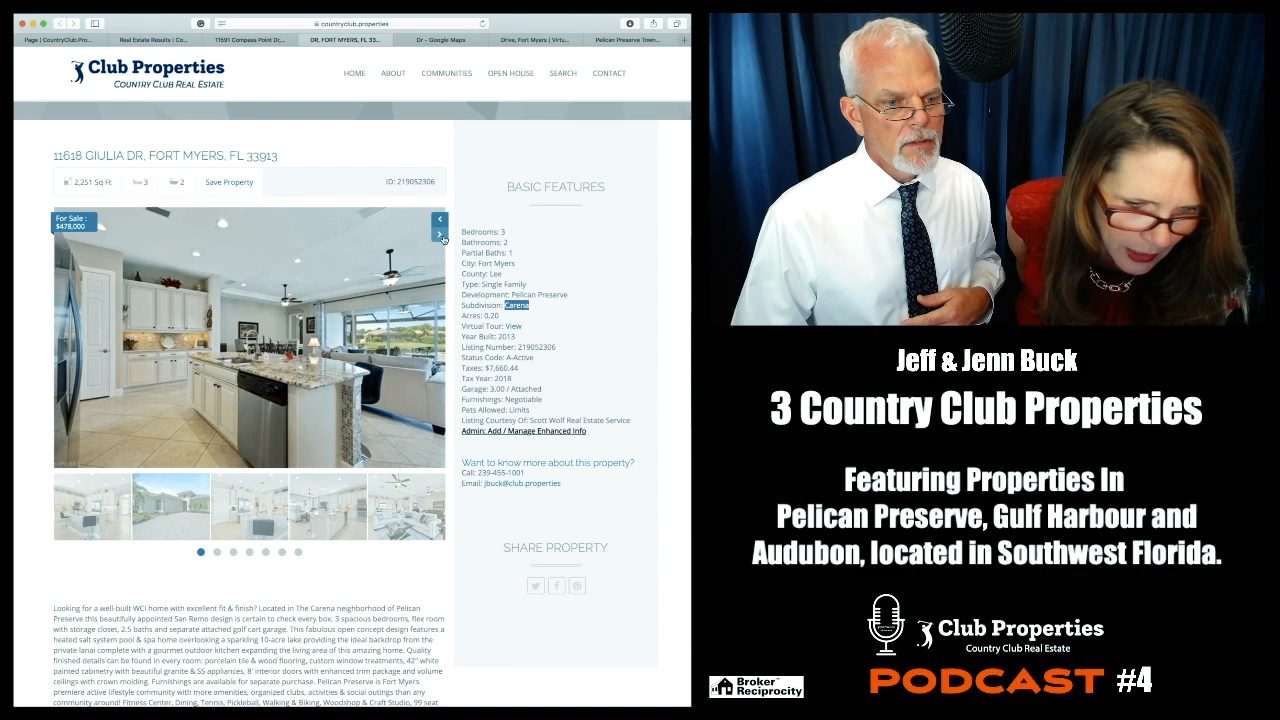 countryclub.properties
Page | CountryClub.Pro...
Real Estate Results | Co...
11591 Compass Point Dr,...
DR, FORT MYERS, FL 33...
Dr - Google Maps
Drive, Fort Myers | Virtu...
Pelican Preserve Town...
Club Properties
COUNTRY CLUB REAL ESTATE
HOME
ABOUT
COMMUNITIES
OPEN HOUSE
SEARCH
CONTACT
11618 GIULIA DR, FORT MYERS, FL 33913
2,251 Sq Ft
3
2
Save Property
ID: 219052306
For Sale :
$478,000
BASIC FEATURES
Bedrooms: 3
Bathrooms: 2
Partial Baths: 1
City: Fort Myers
County: Lee
Type: Single Family
Development: Pelican Preserve
Subdivision: Carena
Acres: 0.20
Virtual Tour: View
Year Built: 2013
Listing Number: 219052306
Status Code: A-Active
Taxes: $7,660.44
Tax Year: 2018
Garage: 3.00 / Attached
Furnishings: Negotiable
Pets Allowed: Limits
Listing Courtesy Of: Scott Wolf Real Estate Service
Admin: Add / Manage Enhanced Info
Want to know more about this property?
Call: 239-455-1001
Email: jbuck@club.properties
SHARE PROPERTY
Looking for a well-built WCI home with excellent fit & finish? Located in The Carena neighborhood of Pelican
Preserve this beautifully appointed San Remo design is certain to check every box. 3 spacious bedrooms, flex room
with storage closet, 2.5 baths and separate attached golf cart garage. This fabulous open concept design features a
heated salt system pool & spa home overlooking a sparkling 10-acre lake providing the ideal backdrop from the
private lanai complete with a gourmet outdoor kitchen expanding the living area of this amazing home. Quality
finished details can be found in every room: porcelain tile & wood flooring, custom window treatments, 42" white
painted cabinetry with beautiful granite & SS appliances, 8' interior doors with enhanced trim package and volume
ceilings with crown molding. Furnishings are available for separate purchase. Pelican Preserve is Fort Myers
premiere active lifestyle community with more amenities, organized clubs, activities & social outings than any
community around! Fitness Center, Dining, Tennis, Pickleball, Walking & Biking, Woodshop & Craft Studio, 99 seat
Jeff & Jenn Buck
3 Country Club Properties
Featuring Properties In
Pelican Preserve, Gulf Harbour and
Audubon, located in Southwest Florida.
Club Properties
Country Club Real Estate
PODCAST #4
Broker™
Reciprocity